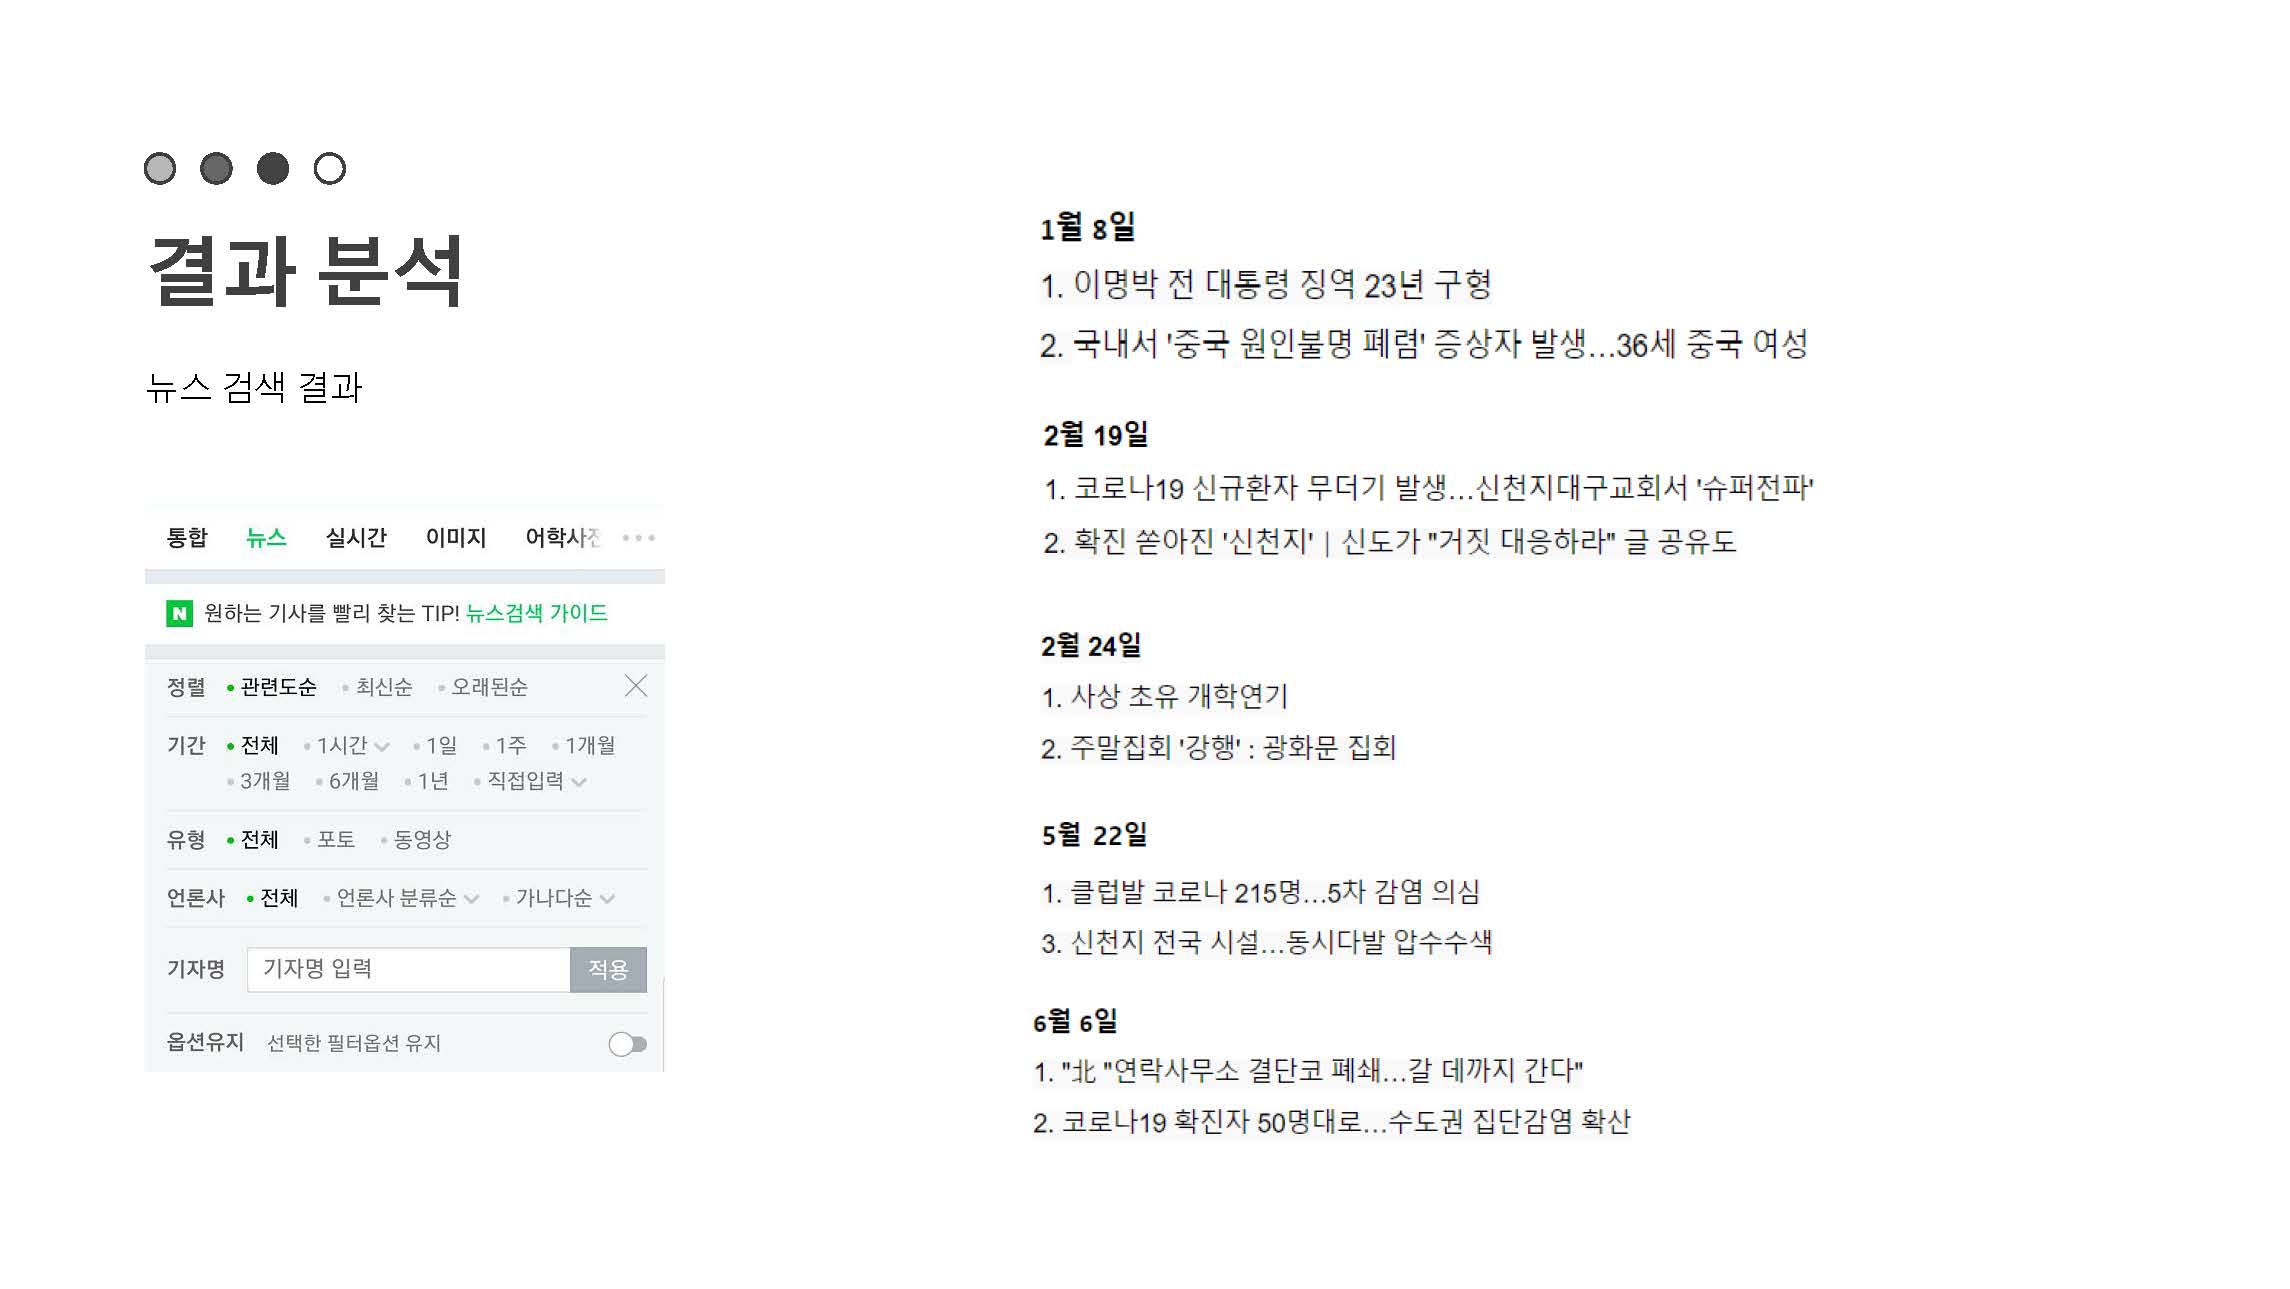 결과 분석
뉴스 검색 결과
통합 뉴스 실시간 이미지 어학사전
N 원하는 기사를 빨리 찾는 TIP! 뉴스검색 가이드
정렬 관련도순 최신순 오래된순
기간 전체 1시간 1일 1주 1개월
3개월 6개월 1년 직접입력
유형 전체 포토 동영상
언론사 전체 언론사 분류순 가나다순
기자명 기자명 입력 적용
옵션유지 선택한 필터옵션 유지
1월 8일
1. 이명박 전 대통령 징역 23년 구형
2. 국내서 '중국 원인불명 폐렴' 증상자 발생...36세 중국 여성
2월 19일
1. 코로나19 신규환자 무더기 발생...신천지대구교회서 '슈퍼전파'
2. 확진 쏟아진 '신천지' | 신도가 "거짓 대응하라" 글 공유도
2월 24일
1. 사상 초유 개학연기
2. 주말집회 '강행' : 광화문 집회
5월 22일
1. 클럽발 코로나 215명...5차 감염 의심
3. 신천지 전국 시설...동시다발 압수수색
6월 6일
1. "北 "연락사무소 결단코 폐쇄...갈 데까지 간다"
2. 코로나19 확진자 50명대로...수도권 집단감염 확산